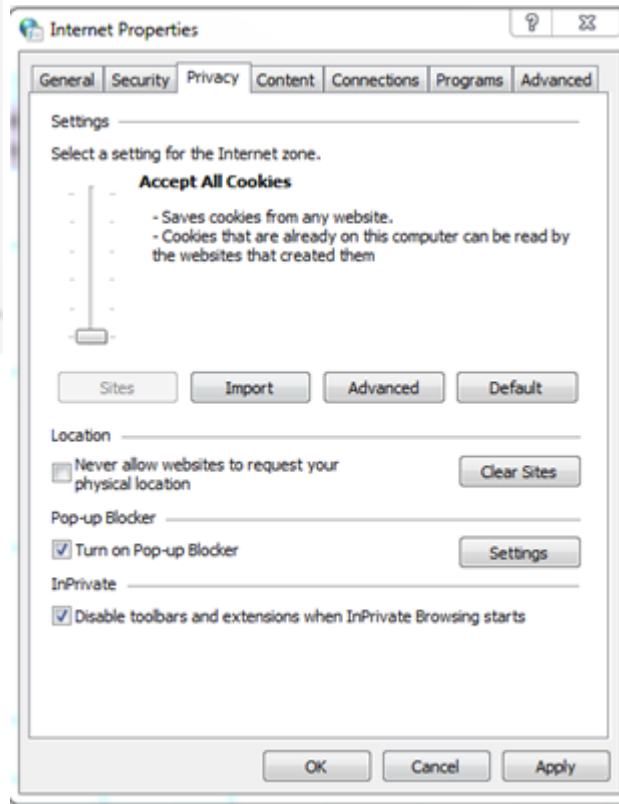 Internet Properties
General Security Privacy Content Connections Programs Advanced
Settings
Select a setting for the Internet zone.
Accept All Cookies
- Saves cookies from any website.
- Cookies that are already on this computer can be read by
the websites that created them
Sites Import Advanced Default
Location
Never allow websites to request your
physical location
Clear Sites
Pop-up Blocker
Turn on Pop-up Blocker
Settings
InPrivate
Disable toolbars and extensions when InPrivate Browsing starts
OK Cancel Apply